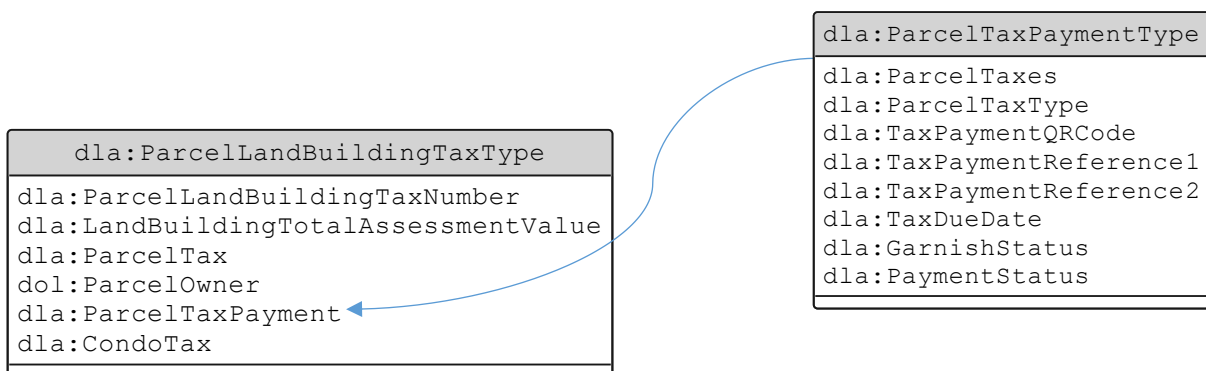 dla:ParcelTaxPaymentType
dla:ParcelTaxes
dla:ParcelTaxType
dla:TaxPaymentQRCode
dla:TaxPaymentReference1
dla:TaxPaymentReference2
dla:TaxDueDate
dla:GarnishStatus
dla:PaymentStatus
dla:ParcelLandBuildingTaxType
dla:ParcelLandBuildingTaxNumber
dla:LandBuildingTotalAssessmentValue
dla:ParcelTax
dol:ParcelOwner
dla:ParcelTaxPayment
dla:CondoTax